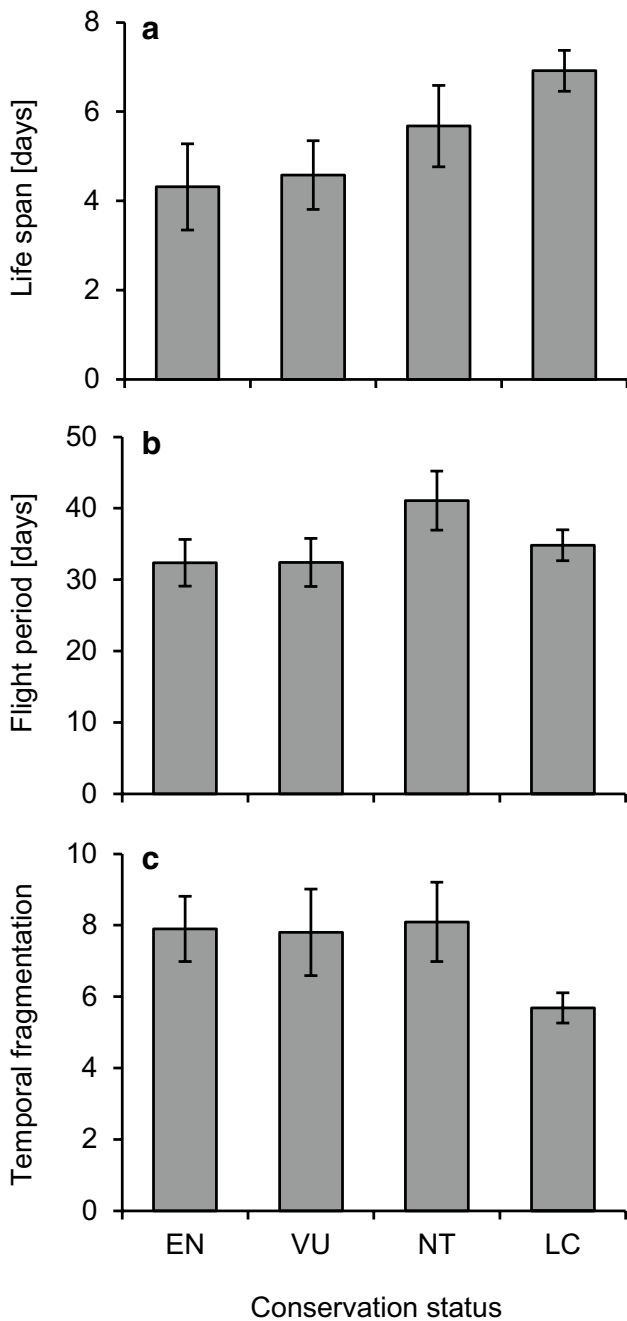 a
Life span [days]
8
6
4
2
0
b
Flight period [days]
50
40
30
20
10
0
c
Temporal fragmentation
10
8
6
4
2
0
EN VU NT LC
Conservation status